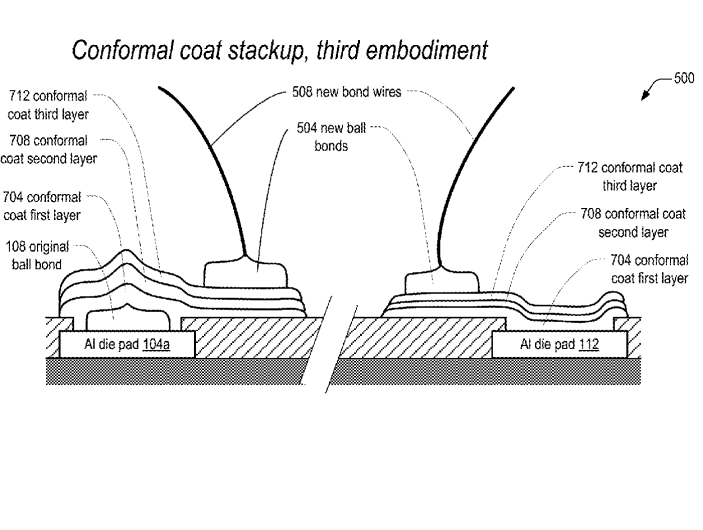 Conformal coat stackup, third embodiment
500
712 conformal
coat third layer
708 conformal
coat second layer
704 conformal
coat first layer
108 original
ball bond
508 new bond wires
504 new ball
bonds
712 conformal coat
third layer
708 conformal coat
second layer
704 conformal
coat first layer
Al die pad 104a
Al die pad 112